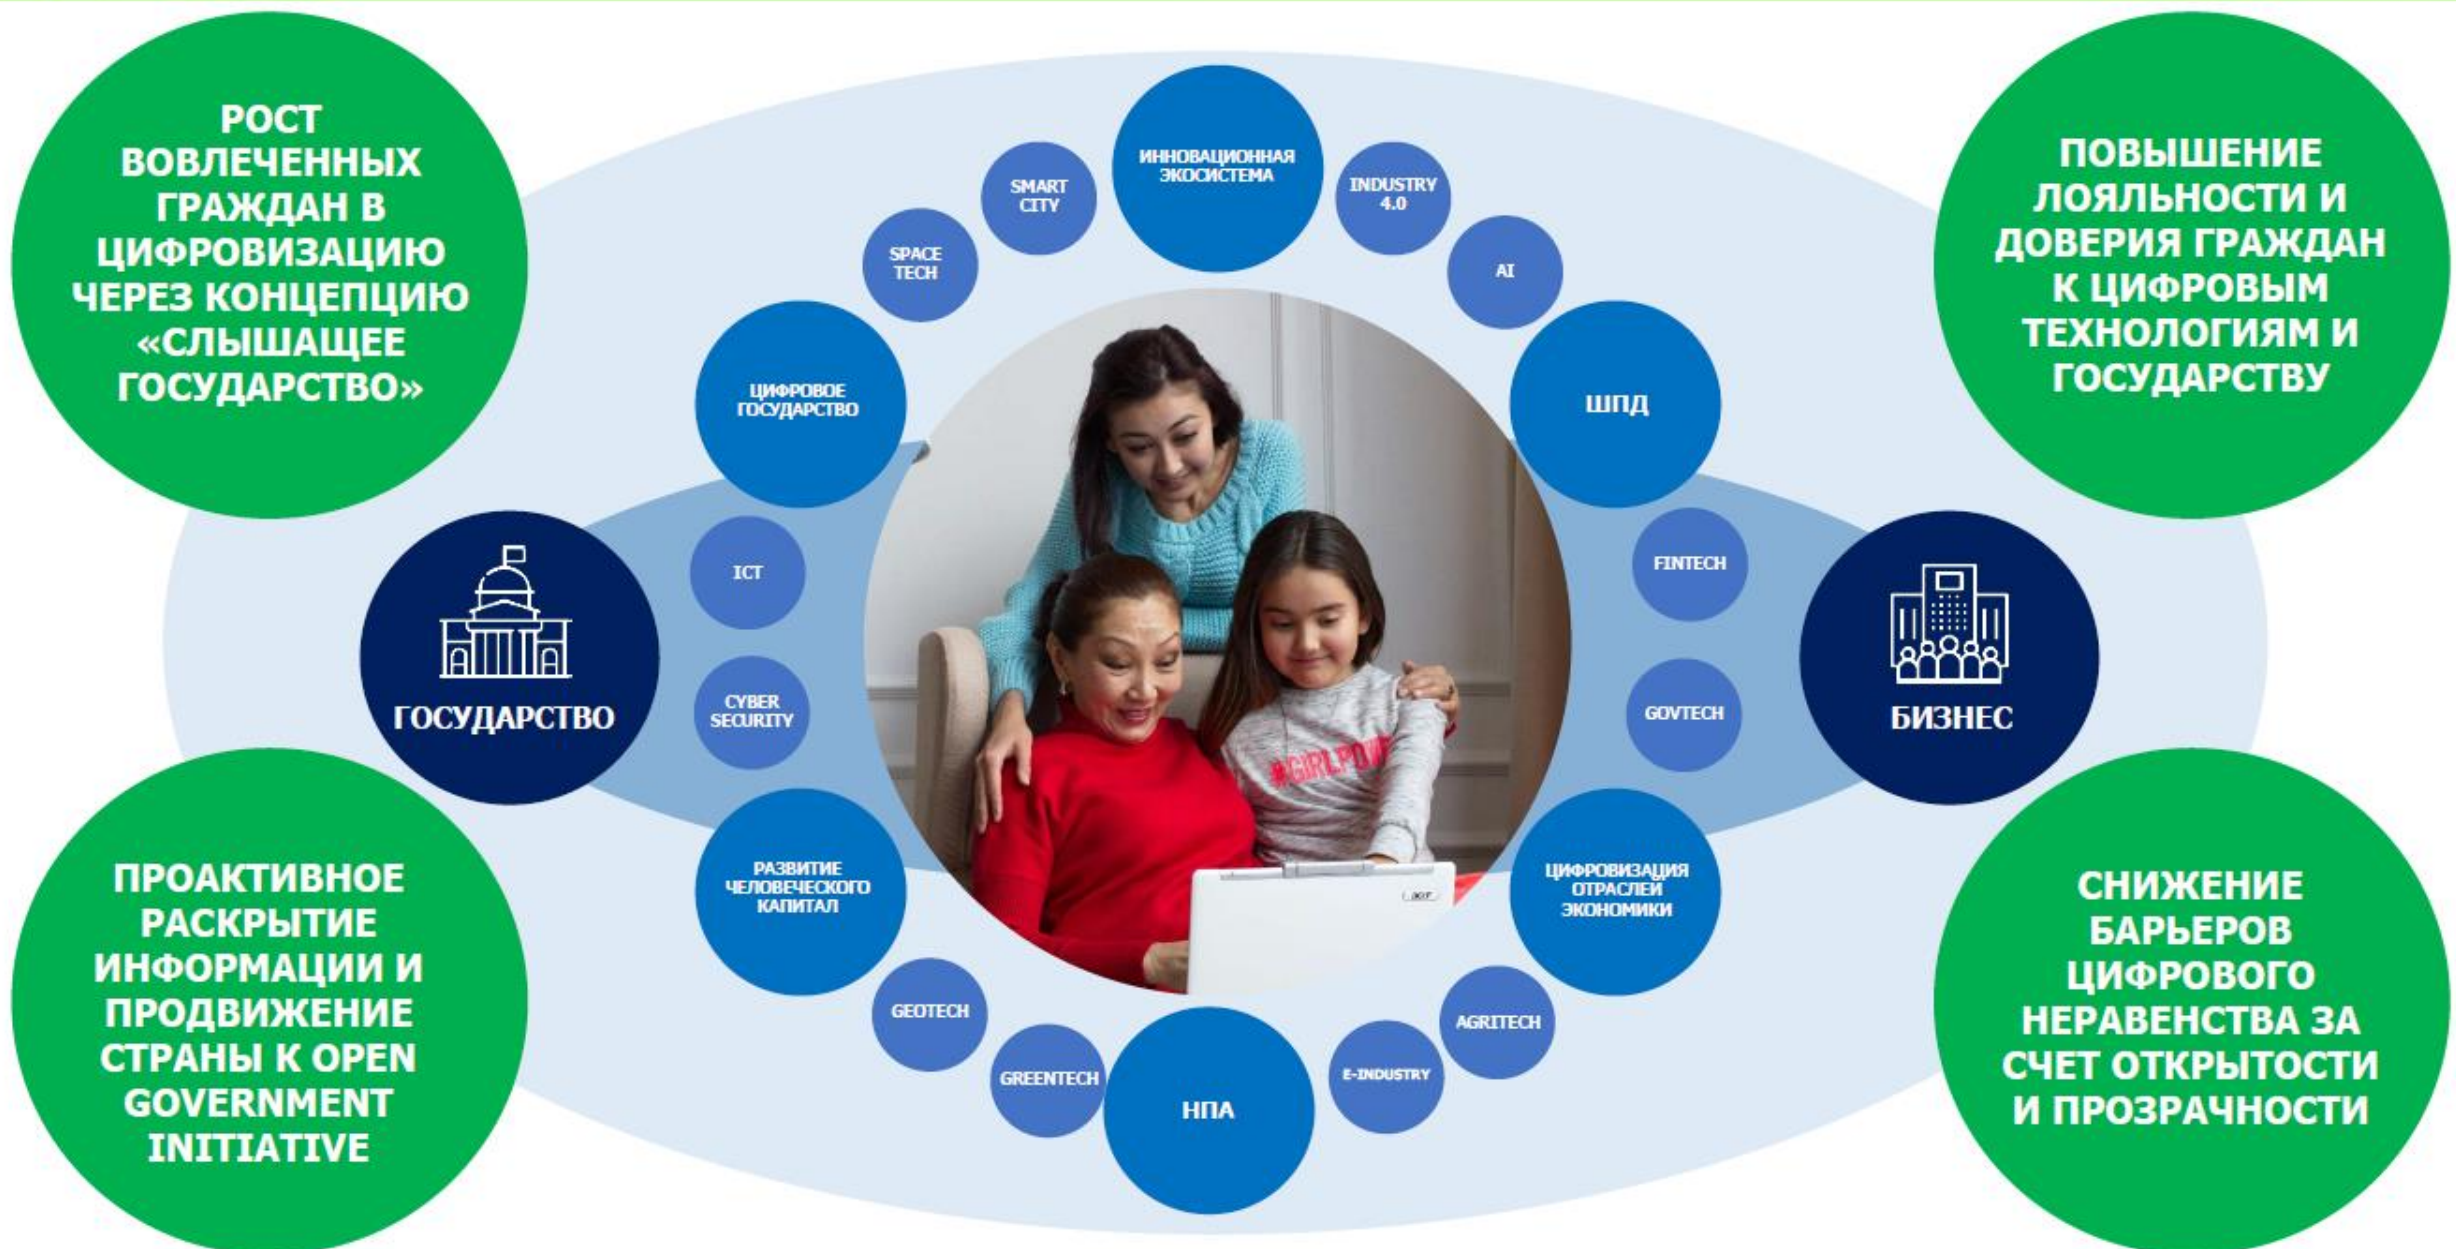 РОСТ
ВОВЛЕЧЕННЫХ
ГРАЖДАН В
ЦИФРОВИЗАЦИЮ
ЧЕРЕЗ КОНЦЕПЦИЮ
«СЛЫШАЩЕЕ
ГОСУДАРСТВО»
ПОВЫШЕНИЕ
ЛОЯЛЬНОСТИ И
ДОВЕРИЯ ГРАЖДАН
К ЦИФРОВЫМ
ТЕХНОЛОГИЯМ И
ГОСУДАРСТВУ
ИННОВАЦИОННАЯ
ЭКОСИСТЕМА
SMART
CITY
INDUSTRY
4.0
SPACE
TECH
AI
ЦИФРОВОЕ
ГОСУДАРСТВО
ШПД
ICT
FINTECH
CYBER
SECURITY
GOVTECH
ГОСУДАРСТВО
БИЗНЕС
#GIRLPOW
РАЗВИТИЕ
ЧЕЛОВЕЧЕСКОГО
КАПИТАЛ
ЦИФРОВИЗАЦИЯ
ОТРАСЛЕЙ
ЭКОНОМИКИ
acer
GEOTECH
AGRITECH
GREENTECH
E-INDUSTRY
НПА
ПРОАКТИВНОЕ
РАСКРЫТИЕ
ИНФОРМАЦИИ И
ПРОДВИЖЕНИЕ
СТРАНЫ К OPEN
GOVERNMENT
INITIATIVE
СНИЖЕНИЕ
БАРЬЕРОВ
ЦИФРОВОГО
НЕРАВЕНСТВА ЗА
СЧЕТ ОТКРЫТОСТИ
И ПРОЗРАЧНОСТИ